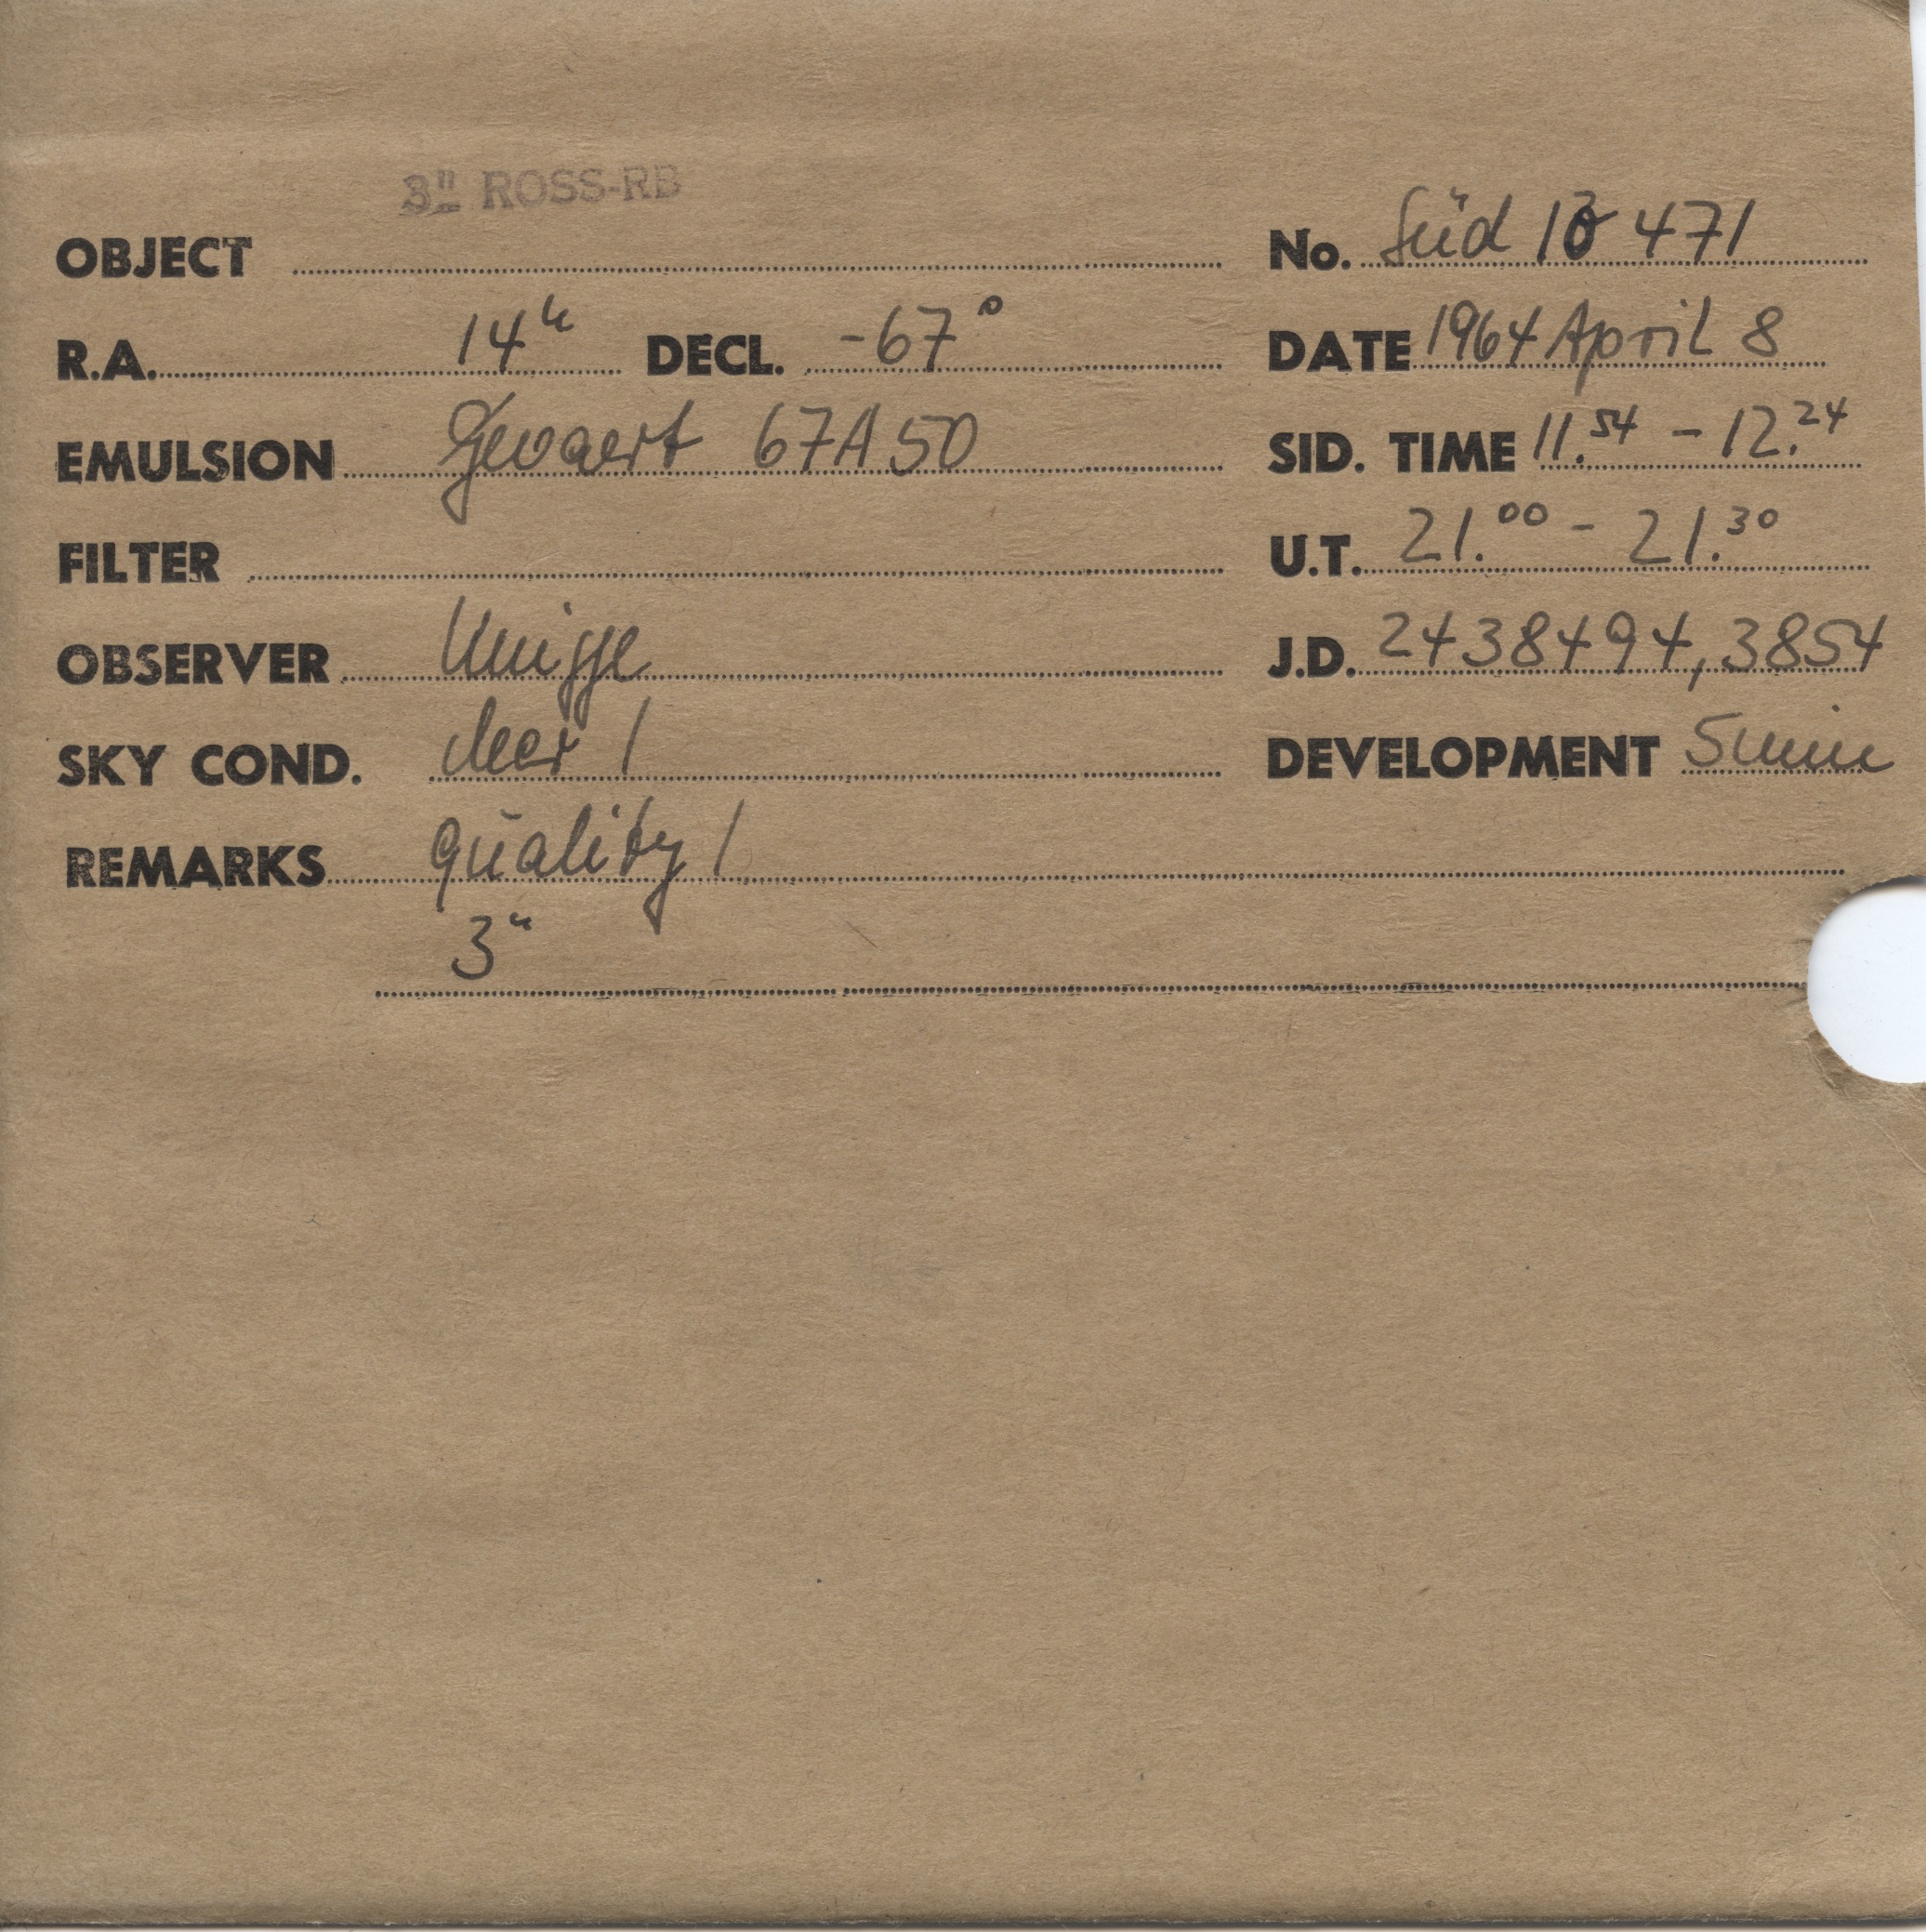 3" ROSS-RB
OBJECT No. Süd 13 471
R.A. 14h DECL. -67° DATE 1964 April 8
EMULSION Gevaert 67A50 SID. TIME 11.54 - 12.24
FILTER U.T. 21.00 - 21.30
OBSERVER J.D. 2438494,3854
SKY COND. clear 1 DEVELOPMENT 5min
REMARKS quality 1
3"